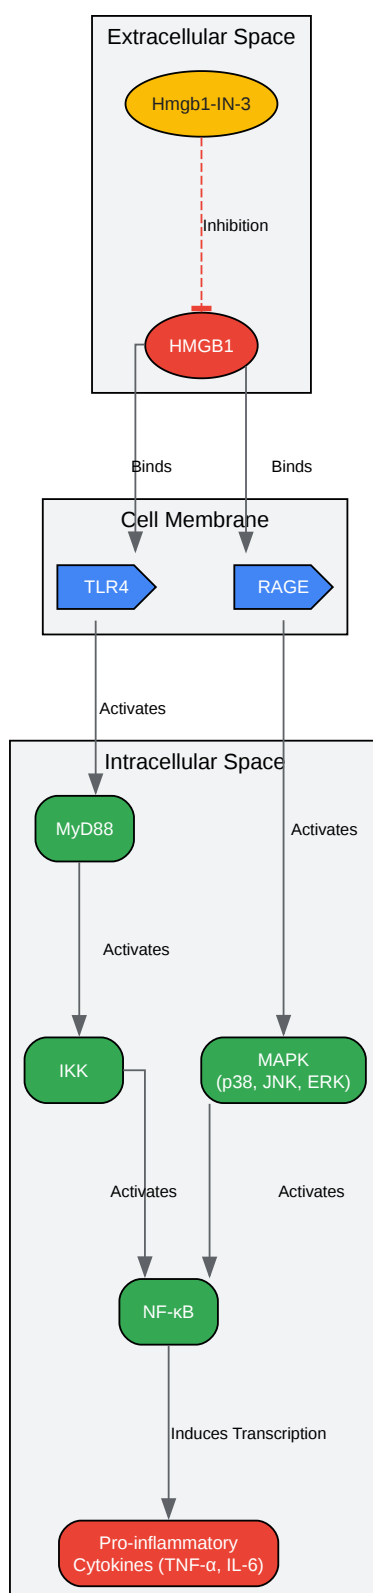 Extracellular Space
Hmgb1-IN-3
Inhibition
HMGB1
Binds
Binds
Cell Membrane
TLR4
RAGE
Activates
Intracellular Space
MyD88
Activates
Activates
IKK
MAPK
(p38, JNK, ERK)
Activates
Activates
NF-κB
Induces Transcription
Pro-inflammatory
Cytokines (TNF-α, IL-6)